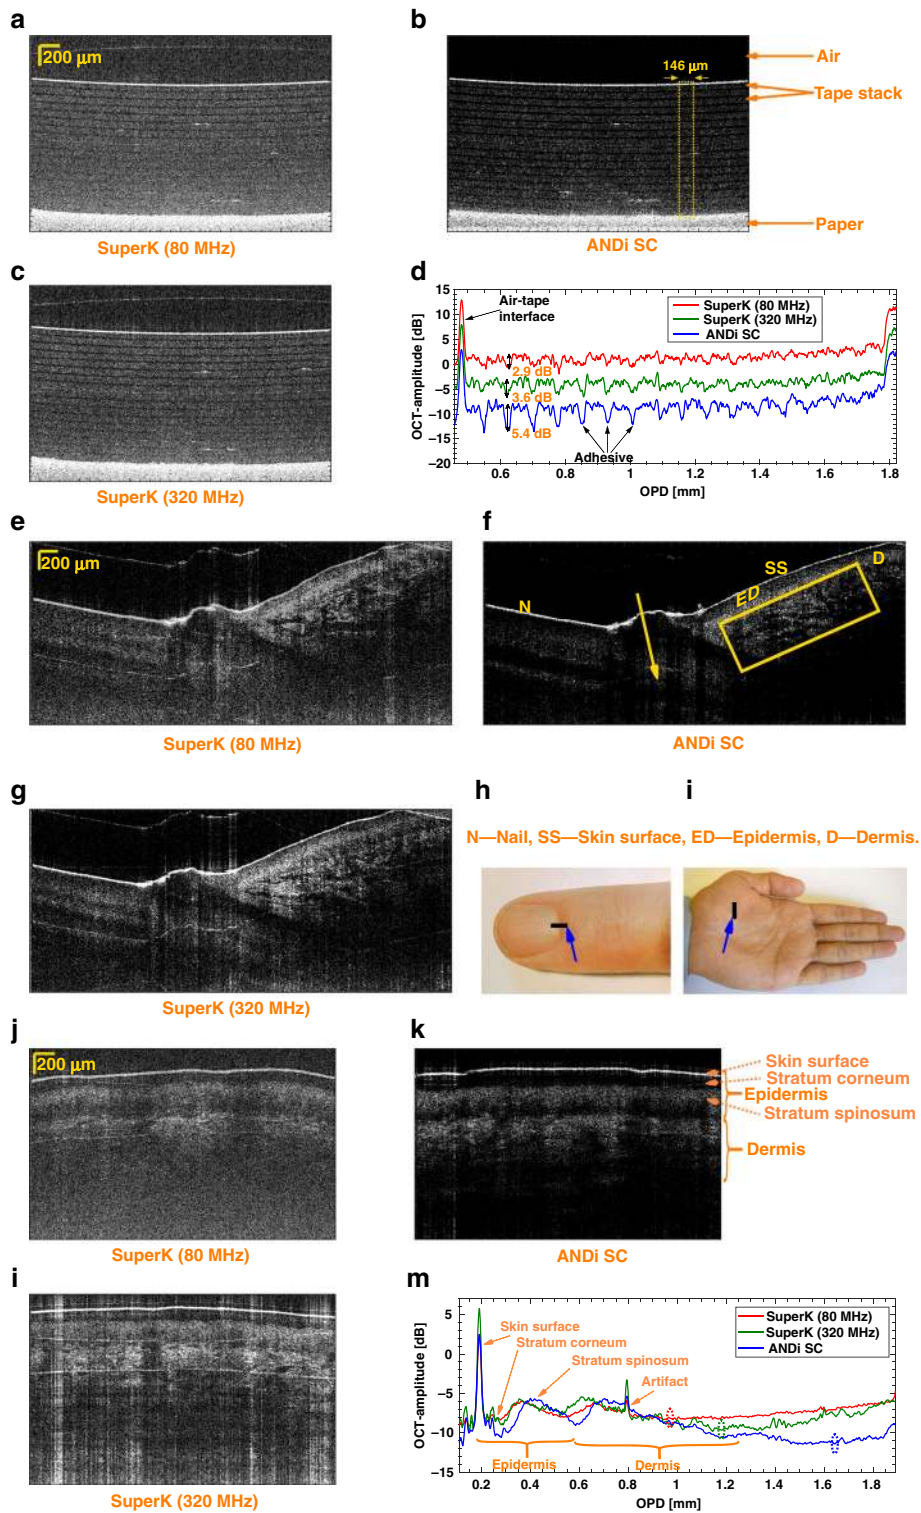 a
200 μm
SuperK (80 MHz)
b
146 μm
Air
Tape stack
Paper
ANDi SC
c
SuperK (320 MHz)
d
15
10
5
0
−5
−10
−15
−20
OCT-amplitude [dB]
Air-tape
interface
SuperK (80 MHz)
SuperK (320 MHz)
ANDi SC
2.9 dB
3.6 dB
5.4 dB
Adhesive
0.6
0.8
1
1.2
1.4
1.6
1.8
OPD [mm]
e
200 μm
SuperK (80 MHz)
f
N
SS
ED
D
ANDi SC
g
SuperK (320 MHz)
h
i
N—Nail, SS—Skin surface, ED—Epidermis, D—Dermis.
j
200 μm
SuperK (80 MHz)
k
Skin surface
Stratum corneum
Epidermis
Stratum spinosum
Dermis
ANDi SC
i
SuperK (320 MHz)
m
5
0
−5
−10
−15
OCT-amplitude [dB]
Skin surface
Stratum corneum
Stratum spinosum
Artifact
SuperK (80 MHz)
SuperK (320 MHz)
ANDi SC
Epidermis
Dermis
0.2
0.4
0.6
0.8
1
1.2
1.4
1.6
1.8
OPD [mm]